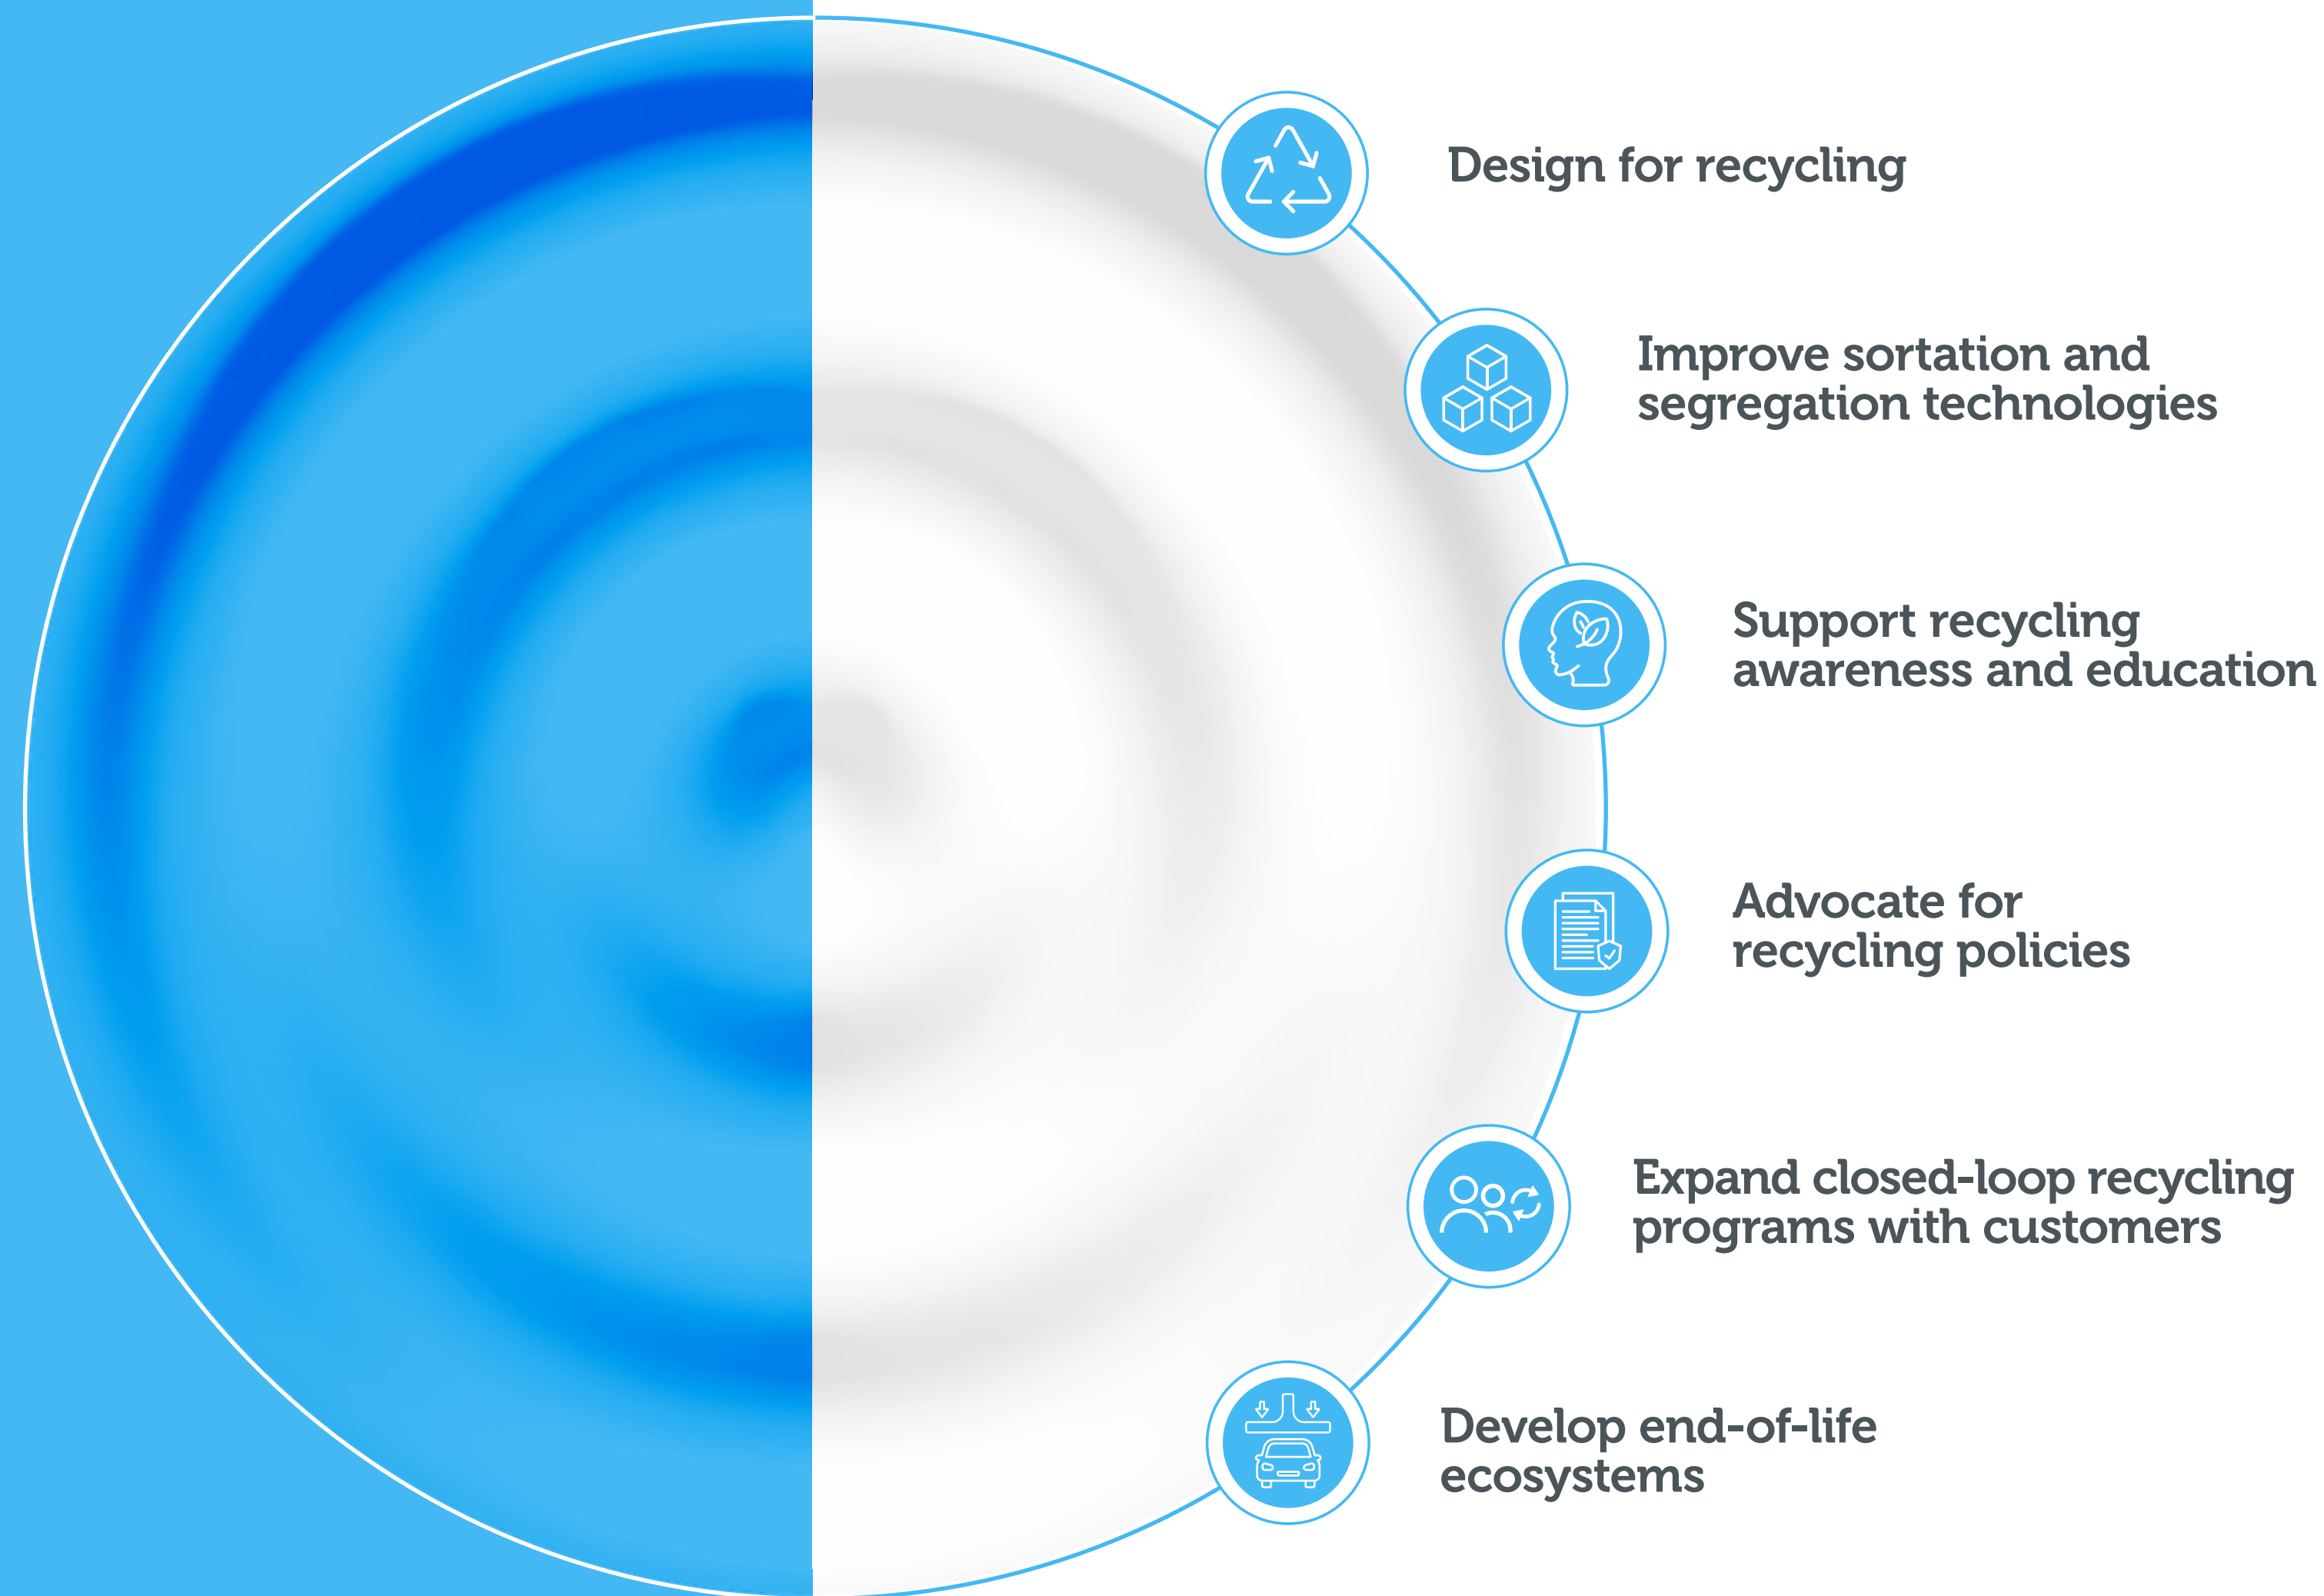 Design for recycling
Improve sortation and
segregation technologies
Support recycling
awareness and education
Advocate for
recycling policies
Expand closed-loop recycling
programs with customers
Develop end-of-life
ecosystems